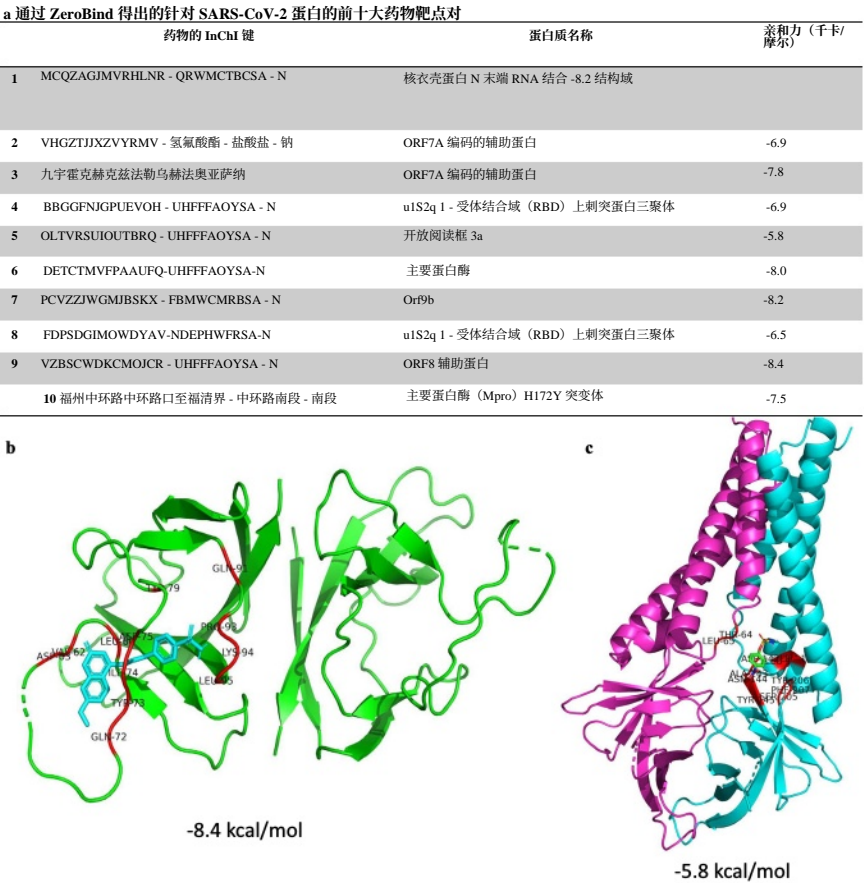 a 通过 ZeroBind 得出的针对 SARS-CoV-2 蛋白的前十大药物靶点对
药物的 InChI 键 蛋白质名称 亲和力（千卡/
摩尔）
1 MCQZAGJMVRHLNR - QRWMCTBCSA - N 核衣壳蛋白 N 末端 RNA 结合 -8.2 结构域
2 VHGZTJJXZVYRMV - 氢氟酸酯 - 盐酸盐 - 钠 ORF7A 编码的辅助蛋白 -6.9
3 九宇霍克赫克兹法勒乌赫法奥亚萨纳 ORF7A 编码的辅助蛋白 -7.8
4 BBGGFNJGPUEVOH - UHFFFAOYSA - N u1S2q 1 - 受体结合域（RBD）上刺突蛋白三聚体 -6.9
5 OLTVRSUIOUTBRQ - UHFFFAOYSA - N 开放阅读框 3a -5.8
6 DETCTMVFPAAUFQ-UHFFFAOYSA-N 主要蛋白酶 -8.0
7 PCVZZJWGMJBSKX - FBMWCMRBSA - N Orf9b -8.2
8 FDPSDGIMOWDYAV-NDEPHWFRSA-N u1S2q 1 - 受体结合域（RBD）上刺突蛋白三聚体 -6.5
9 VZBSCWDKCMOJCR - UHFFFAOYSA - N ORF8 辅助蛋白 -8.4
10 福州中环路中环路口至福清界 - 中环路南段 - 南段 主要蛋白酶（Mpro）H172Y 突变体 -7.5
b
c
PRO-93
LYS-94
TYR-73
GLN-72
THR-64
LEU-65
-8.4 kcal/mol
-5.8 kcal/mol